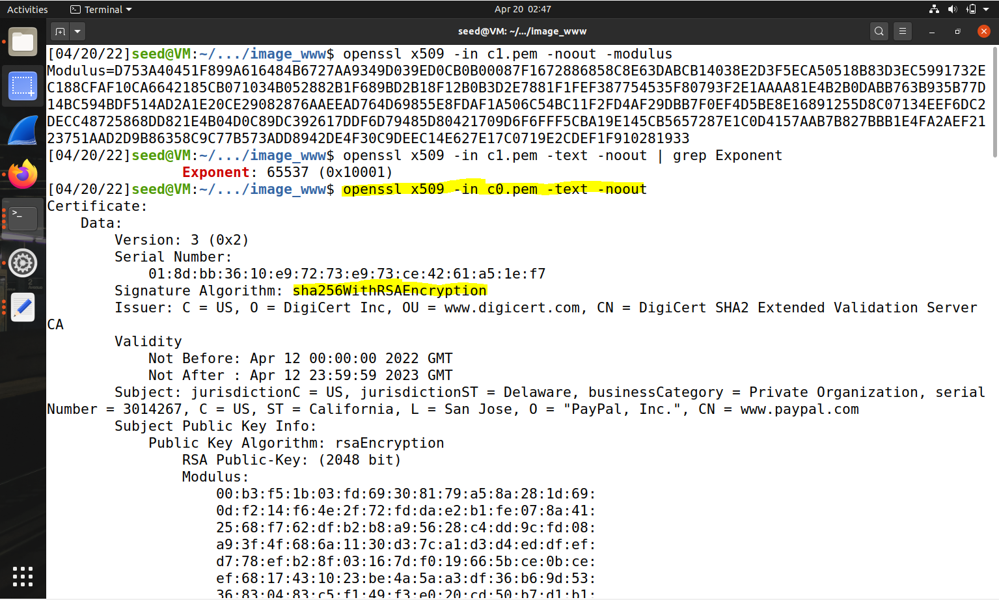 Activities
Terminal
Apr 20 02:47
seed@VM: ~/.../image_www
[04/20/22]seed@VM:~/.../image_www$ openssl x509 -in c1.pem -noout -modulus
Modulus=D753A40451F899A616484B6727AA9349D039ED0CB0B00087F1672886858C8E63DABCB14038E2D3F5ECA50518B83D3EC5991732E
C188CFAF10CA6642185CB071034B052882B1F689BD2B18F12B0B3D2E7881F1FEF387754535F80793F2E1AAAA81E4B2B0DABB763B935B77D
14BC594BDF514AD2A1E20CE29082876AAEEAD764D69855E8FDAF1A506C54BC11F2FD4AF29DBB7F0EF4D5BE8E16891255D8C07134EEF6DC2
DECC48725868DD821E4B04D0C89DC392617DDF6D79485D80421709D6F6FFF5CBA19E145CB5657287E1C0D4157AAB7B827BBB1E4FA2AEF21
23751AAD2D9B86358C9C77B573ADD8942DE4F30C9DEEC14E627E17C0719E2CDEF1F910281933
[04/20/22]seed@VM:~/.../image_www$ openssl x509 -in c1.pem -text -noout | grep Exponent
Exponent: 65537 (0x10001)
[04/20/22]seed@VM:~/.../image_www$ openssl x509 -in c0.pem -text -noout
Certificate:
Data:
Version: 3 (0x2)
Serial Number:
01:8d:bb:36:10:e9:72:73:e9:73:ce:42:61:a5:1e:f7
Signature Algorithm: sha256WithRSAEncryption
Issuer: C = US, O = DigiCert Inc, OU = www.digicert.com, CN = DigiCert SHA2 Extended Validation Server
CA
Validity
Not Before: Apr 12 00:00:00 2022 GMT
Not After : Apr 12 23:59:59 2023 GMT
Subject: jurisdictionC = US, jurisdictionST = Delaware, businessCategory = Private Organization, serial
Number = 3014267, C = US, ST = California, L = San Jose, O = "PayPal, Inc.", CN = www.paypal.com
Subject Public Key Info:
Public Key Algorithm: rsaEncryption
RSA Public-Key: (2048 bit)
Modulus:
00:b3:f5:1b:03:fd:69:30:81:79:a5:8a:28:1d:69:
0d:f2:14:f6:4e:2f:72:fd:da:e2:b1:fe:07:8a:41:
25:68:f7:62:df:b2:b8:a9:56:28:c4:dd:9c:fd:08:
a9:3f:4f:68:6a:11:30:d3:7c:a1:d3:d4:ed:df:ef:
d7:78:ef:b2:8f:03:16:7d:f0:19:66:5b:ce:0b:ce:
ef:68:17:43:10:23:be:4a:5a:a3:df:36:b6:9d:53:
36:83:04:83:c5:f1:49:f3:e0:20:cd:50:b7:d1:b1: